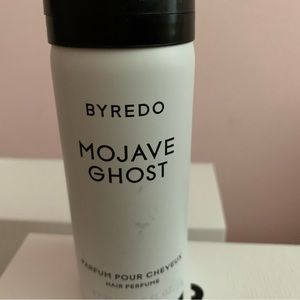 BYREDO
MOJAVE
GHOST
PARFUM POUR CHEVEUX
HAIR PERFUME